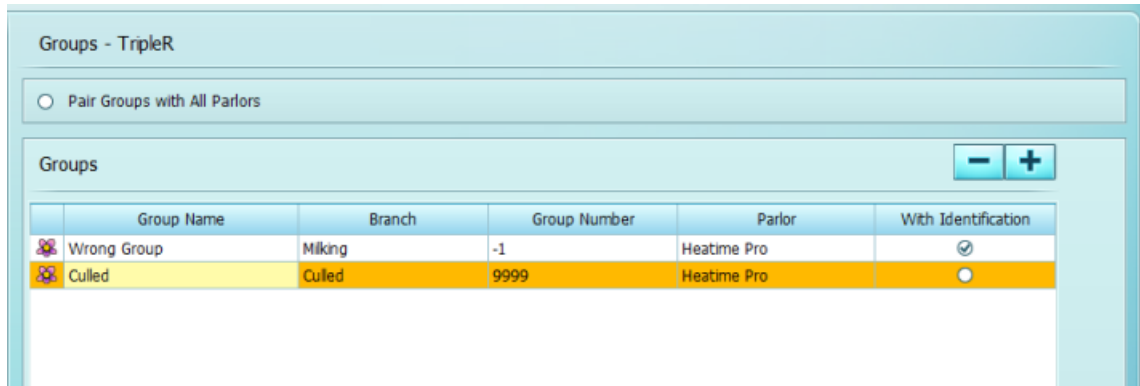 Groups - TripleR
Pair Groups with All Parlors
Groups
Group Name Branch Group Number Parlor With Identification
Wrong Group Milking -1 Heatime Pro
Culled Culled 9999 Heatime Pro